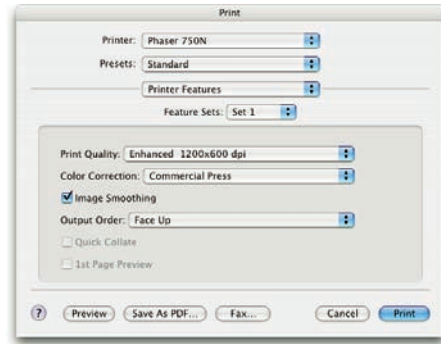 Print
Printer: Phaser 750N
Presets: Standard
Printer Features
Feature Sets: Set 1
Print Quality: Enhanced 1200x600 dpi
Color Correction: Commercial Press
Image Smoothing
Output Order: Face Up
Quick Collate
1st Page Preview
? Preview Save As PDF... Fax... Cancel Print